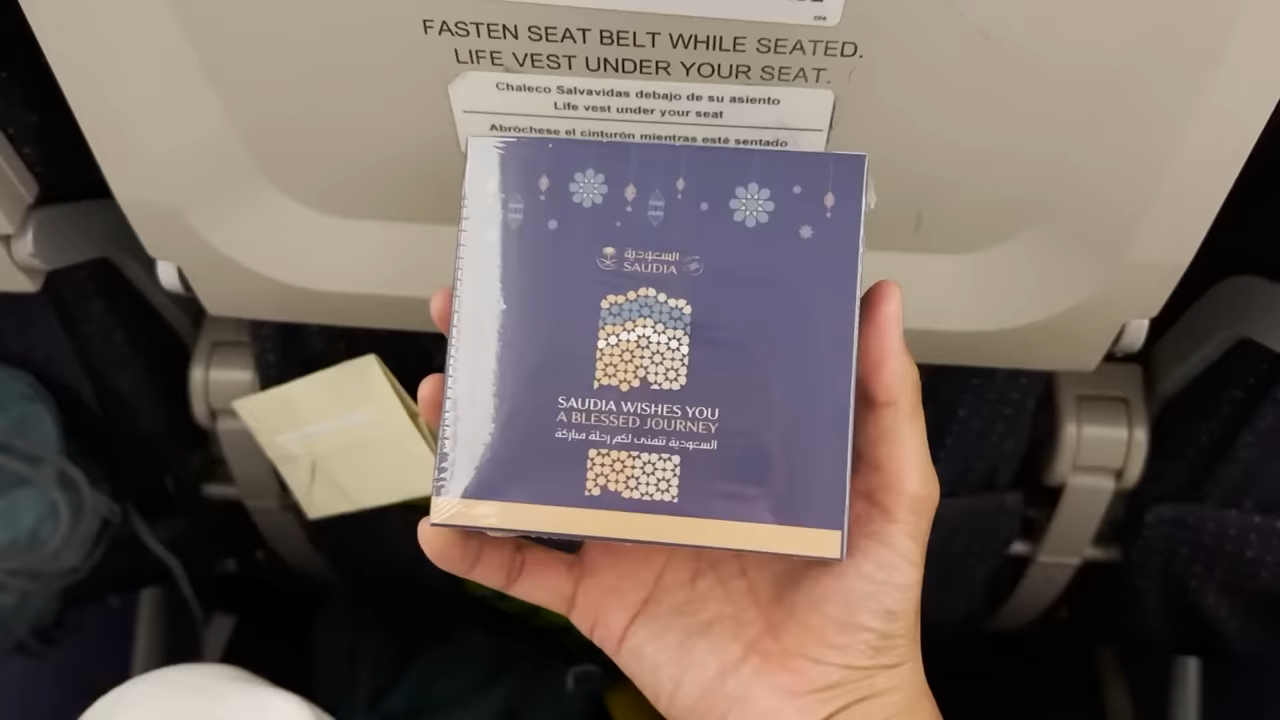 FASTEN SEAT BELT WHILE SEATED.
LIFE VEST UNDER YOUR SEAT.
Chaleco Salvavidas debajo de su asiento
Life vest under your seat
Abróchese el cinturón mientras esté sentado
السعودية
SAUDIA
SAUDIA WISHES YOU
A BLESSED JOURNEY
السعودية تتمنى لكم رحلة مباركة